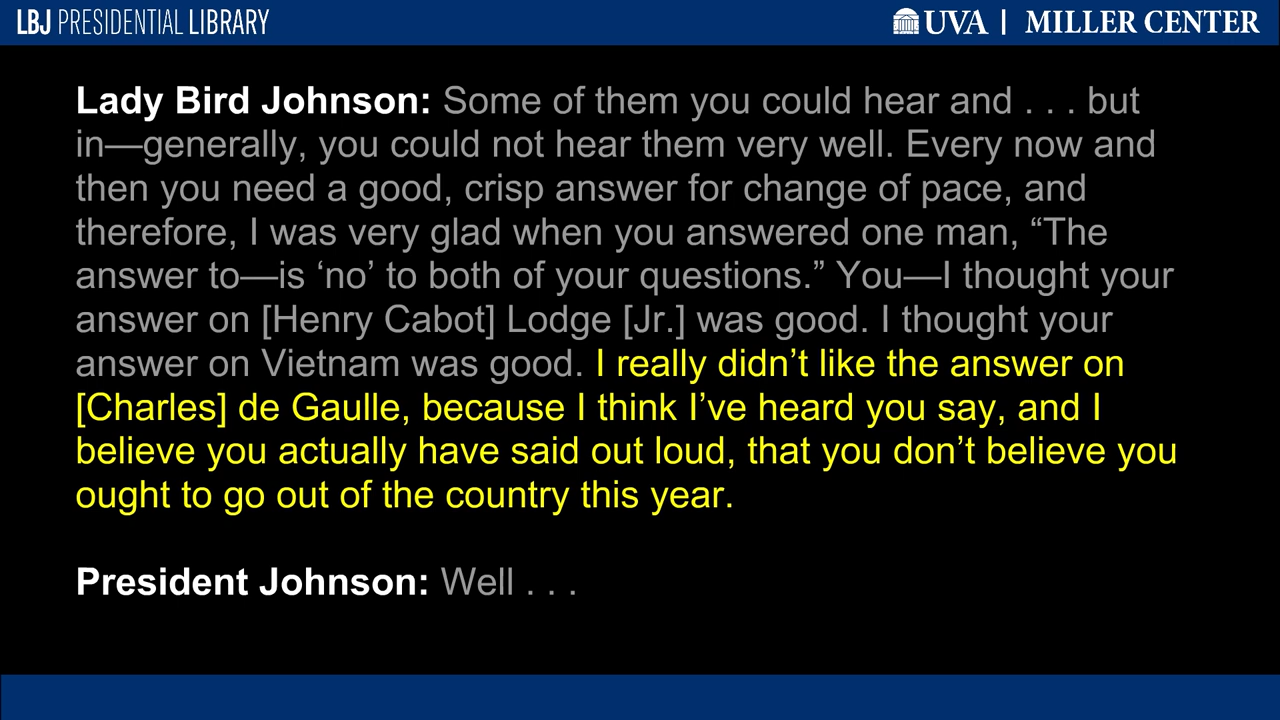 LBJ PRESIDENTIAL LIBRARY
UVA | MILLER CENTER
Lady Bird Johnson: Some of them you could hear and . . . but
in—generally, you could not hear them very well. Every now and
then you need a good, crisp answer for change of pace, and
therefore, I was very glad when you answered one man, “The
answer to—is ‘no’ to both of your questions.” You—I thought your
answer on [Henry Cabot] Lodge [Jr.] was good. I thought your
answer on Vietnam was good. I really didn’t like the answer on
[Charles] de Gaulle, because I think I’ve heard you say, and I
believe you actually have said out loud, that you don’t believe you
ought to go out of the country this year.
President Johnson: Well . . .